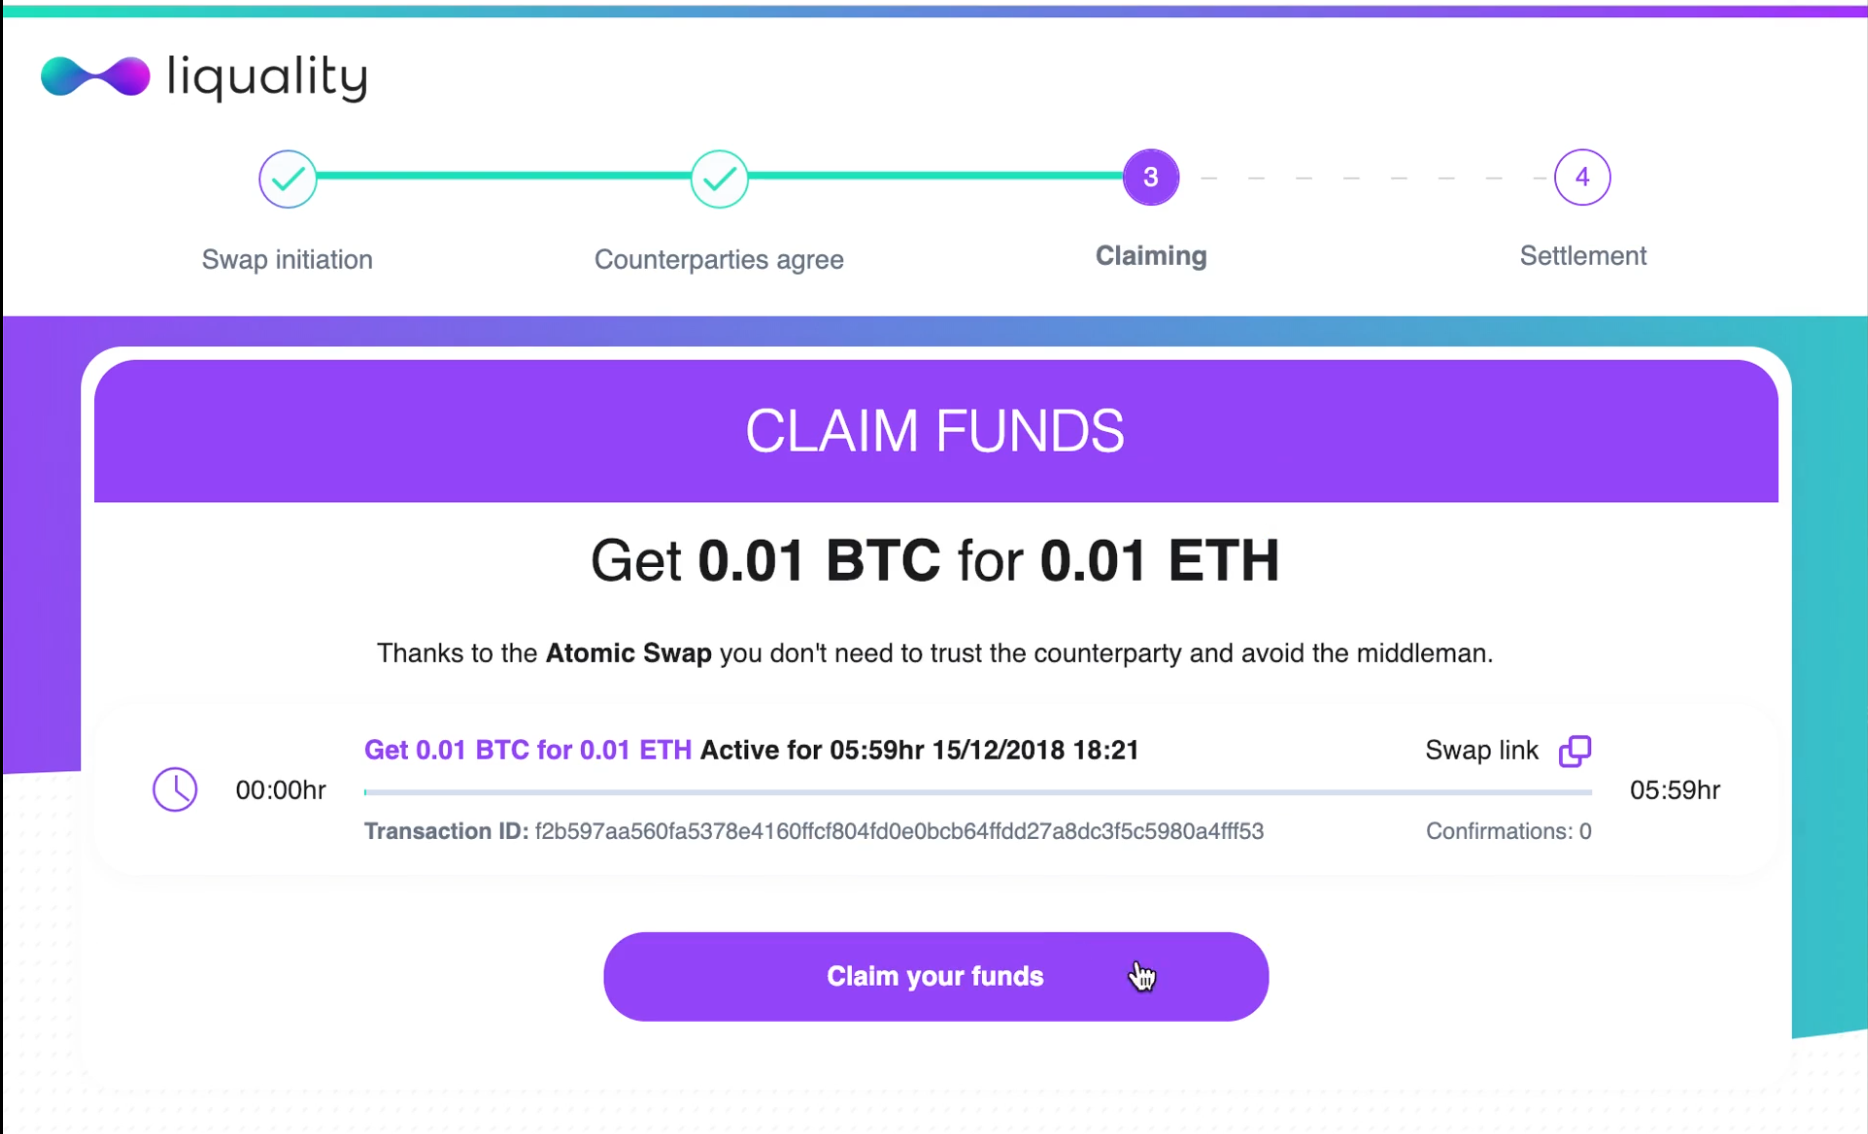 liquality
3
4
Swap initiation
Counterparties agree
Claiming
Settlement
CLAIM FUNDS
Get 0.01 BTC for 0.01 ETH
Thanks to the Atomic Swap you don't need to trust the counterparty and avoid the middleman.
Get 0.01 BTC for 0.01 ETH Active for 05:59hr 15/12/2018 18:21
Swap link
00:00hr
05:59hr
Transaction ID: f2b597aa560fa5378e4160ffcf804fd0e0bcb64ffdd27a8dc3f5c5980a4fff53
Confirmations: 0
Claim your funds